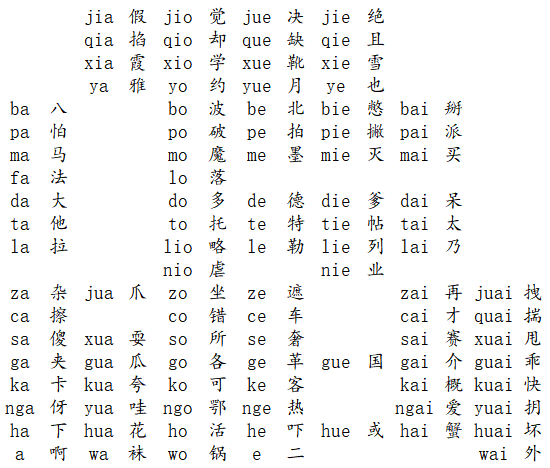 jia 假 jio 觉 jue 决 jie 绝
qia 掐 qio 却 que 缺 qie 且
xia 霞 xio 学 xue 靴 xie 雪
ya 雅 yo 约 yue 月 ye 也
ba 八 bo 波 be 北 bie 憋 bai 掰
pa 怕 po 破 pe 拍 pie 撇 pai 派
ma 马 mo 魔 me 墨 mie 灭 mai 买
fa 法 lo 落
da 大 do 多 de 德 die 爹 dai 呆
ta 他 to 托 te 特 tie 帖 tai 太
la 拉 lio 略 le 勒 lie 列 lai 乃
nio 虐 nie 业
za 杂 jua 爪 zo 坐 ze 遮 zai 再 juai 拽
ca 擦 co 错 ce 车 cai 才 quai 揣
sa 傻 xua 耍 so 所 se 奢 sai 赛 xuai 甩
ga 夹 gua 瓜 go 各 ge 革 gue 国 gai 介 guai 乖
ka 卡 kua 夸 ko 可 ke 客 kai 概 kuai 快
nga 伢 yua 哇 ngo 鄂 nge 热 ngai 爱 yuai 拐
ha 下 hua 花 ho 活 he 吓 hue 或 hai 蟹 huai 坏
a 啊 wa 袜 wo 锅 e 二 wai 外